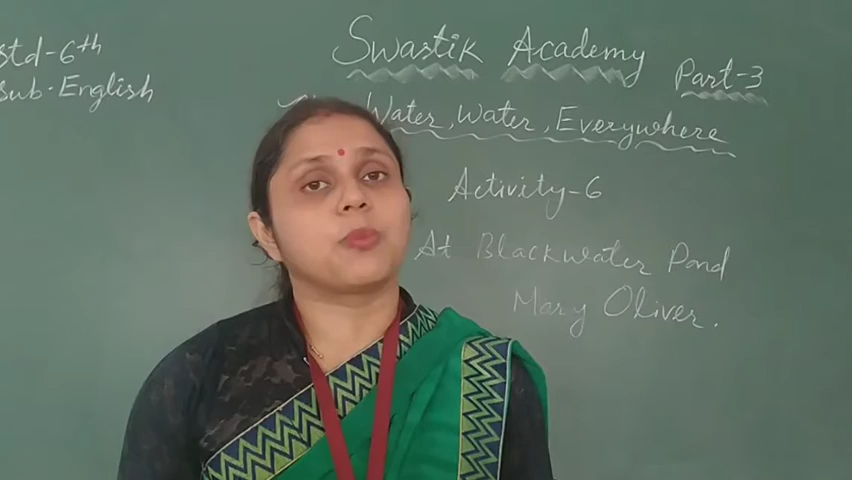 Std-6th
Sub-English
Swastik Academy
Part-3
Water, Water, Everywhere
Activity-6
At Blackwater Pond
Mary Oliver.